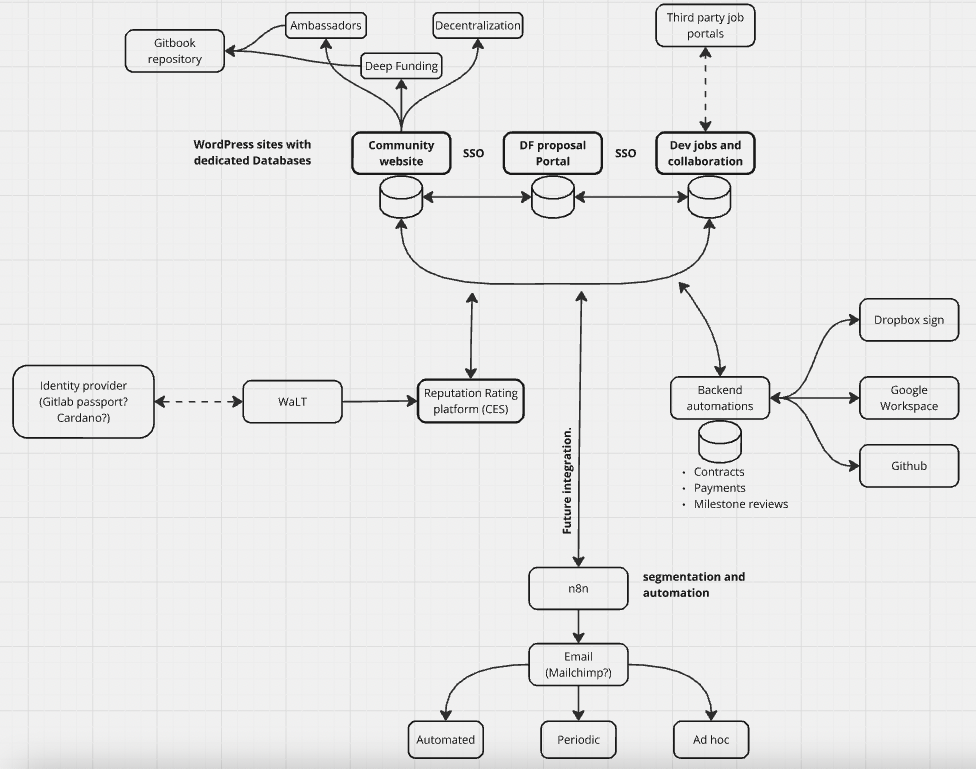 Ambassadors
Decentralization
Third party job
portals
Gitbook
repository
Deep Funding
WordPress sites with
dedicated Databases
Community
website
SSO
DF proposal
Portal
SSO
Dev jobs and
collaboration
Dropbox sign
Identity provider
(Gitlab passport?
Cardano?)
WaLT
Reputation Rating
platform (CES)
Backend
automations
Google
Workspace
Github
• Contracts
• Payments
• Milestone reviews
Future integration.
n8n
segmentation and
automation
Email
(Mailchimp?)
Automated
Periodic
Ad hoc